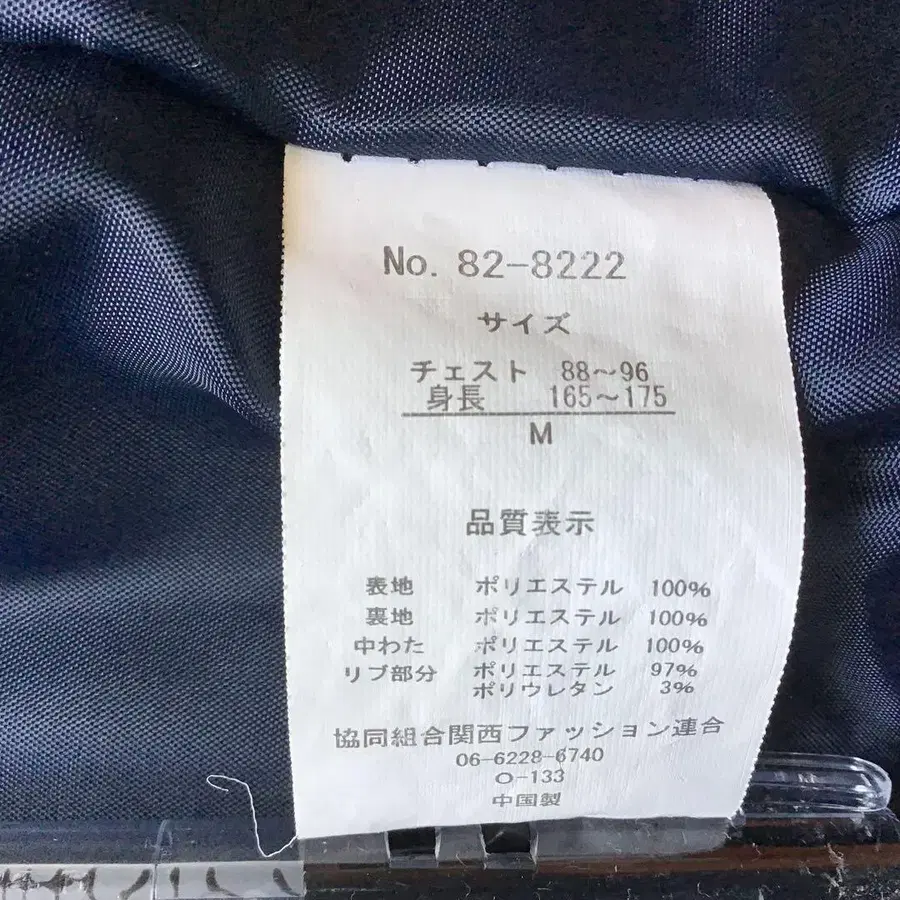 No. 82-8222
サイズ
チェスト 88～96
身長 165～175
M
品質表示
表地 ポリエステル 100%
裏地 ポリエステル 100%
中わた ポリエステル 100%
リブ部分 ポリエステル 97%
ポリウレタン 3%
協同組合関西ファッション連合
06-6228-6740
O-133
中国製